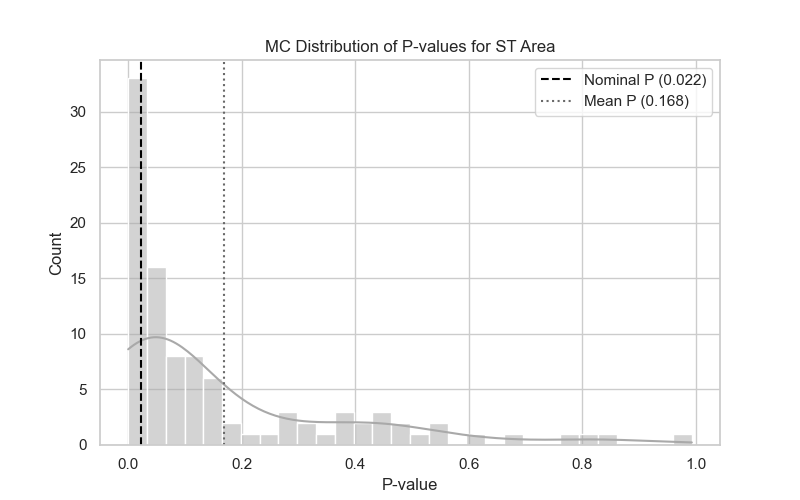 MC Distribution of P-values for ST Area
Nominal P (0.022)
Mean P (0.168)
Count
30
25
20
15
10
5
0
0.0 0.2 0.4 0.6 0.8 1.0
P-value